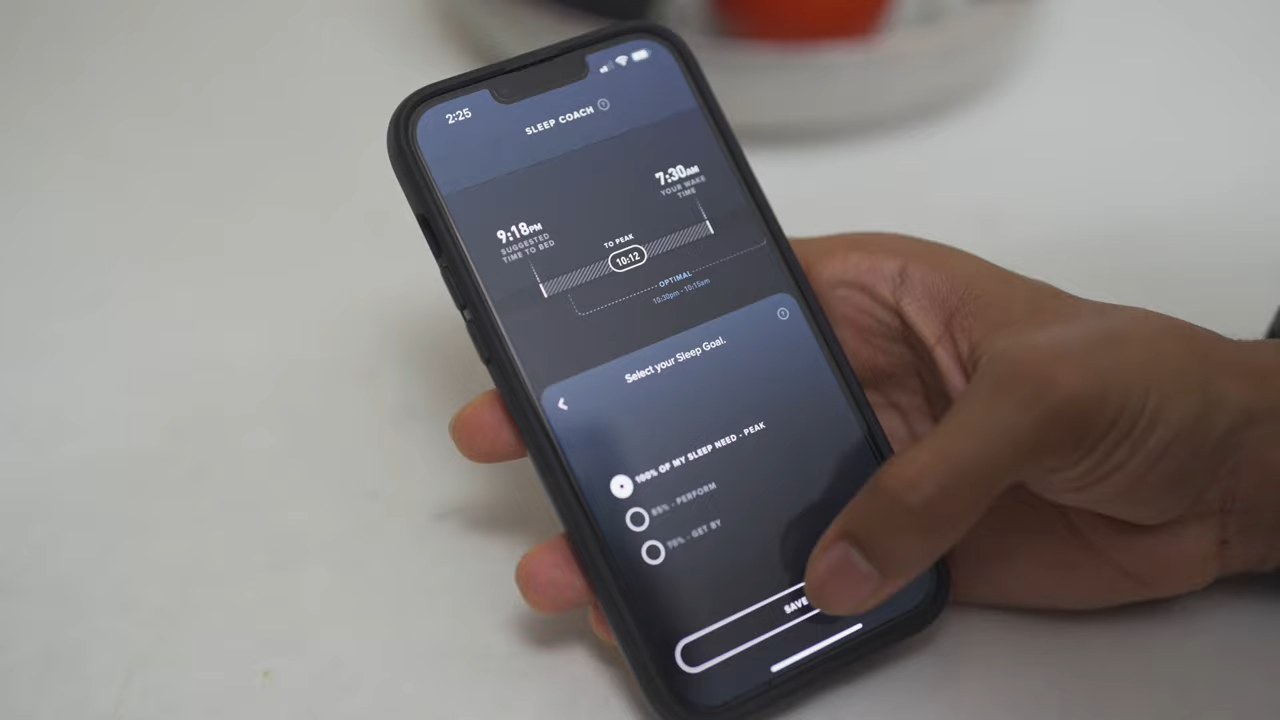 2:25
SLEEP COACH
7:30AM
YOUR WAKE
TIME
9:18PM
SUGGESTED
TIME TO BED
TO PEAK
10:12
OPTIMAL
10:30pm - 10:15am
Select your Sleep Goal.
100% OF MY SLEEP NEED - PEAK
85% - PERFORM
70% - GET BY
SAVE